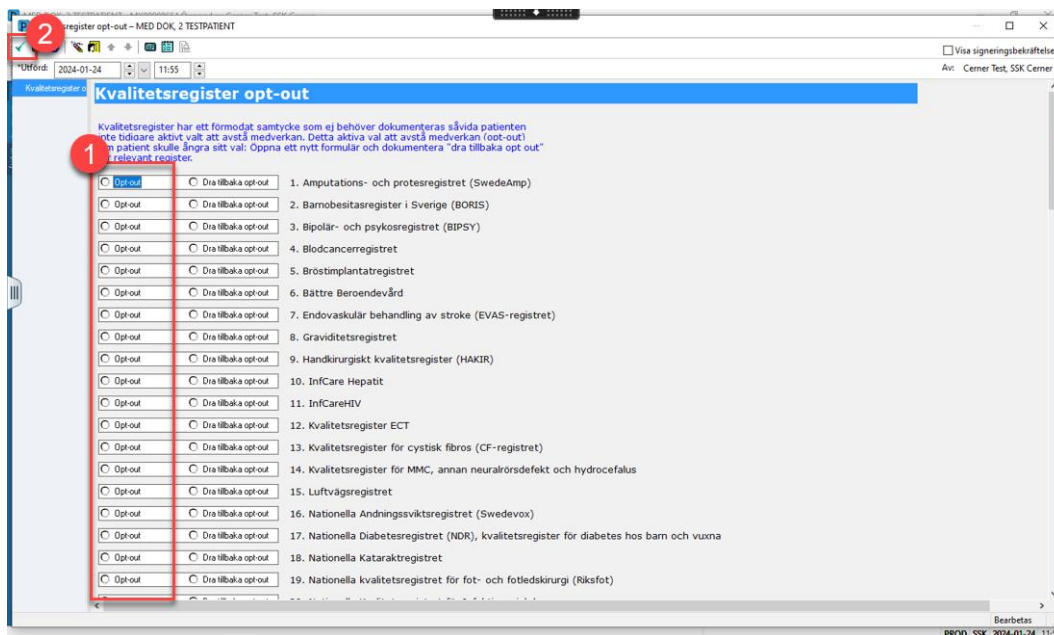 register opt-out – MED DOK, 2 TESTPATIENT
2
Visa signeringsbekräftelse
*Utförd: 2024-01-24 11:55 Av: Cerner Test, SSK Cerner
Kvalitetsregister o
Kvalitetsregister opt-out
Kvalitetsregister har ett förmodat samtycke som ej behöver dokumenteras såvida patienten
inte tidigare aktivt valt att avstå medverkan. Detta aktiva val att avstå medverkan (opt-out)
patient skulle ångra sitt val: Öppna ett nytt formulär och dokumentera "dra tillbaka opt out"
relevant register.
1
Opt-out Dra tillbaka opt-out 1. Amputations- och protesregistret (SwedeAmp)
Opt-out Dra tillbaka opt-out 2. Barnobesitasregister i Sverige (BORIS)
Opt-out Dra tillbaka opt-out 3. Bipolär- och psykosregistret (BIPSY)
Opt-out Dra tillbaka opt-out 4. Blodcancerregistret
Opt-out Dra tillbaka opt-out 5. Bröstimplantatregistret
Opt-out Dra tillbaka opt-out 6. Bättre Beroendevård
Opt-out Dra tillbaka opt-out 7. Endovaskulär behandling av stroke (EVAS-registret)
Opt-out Dra tillbaka opt-out 8. Graviditetsregistret
Opt-out Dra tillbaka opt-out 9. Handkirurgiskt kvalitetsregister (HAKIR)
Opt-out Dra tillbaka opt-out 10. InfCare Hepatit
Opt-out Dra tillbaka opt-out 11. InfCareHIV
Opt-out Dra tillbaka opt-out 12. Kvalitetsregister ECT
Opt-out Dra tillbaka opt-out 13. Kvalitetsregister för cystisk fibros (CF-registret)
Opt-out Dra tillbaka opt-out 14. Kvalitetsregister för MMC, annan neuralrörsdefekt och hydrocefalus
Opt-out Dra tillbaka opt-out 15. Luftvägsregistret
Opt-out Dra tillbaka opt-out 16. Nationella Andningssviktsregistret (Swedevox)
Opt-out Dra tillbaka opt-out 17. Nationella Diabetesregistret (NDR), kvalitetsregister för diabetes hos barn och vuxna
Opt-out Dra tillbaka opt-out 18. Nationella Kataraktregistret
Opt-out Dra tillbaka opt-out 19. Nationella kvalitetsregistret för fot- och fotledskirurgi (Riksfot)
Bearbetas
PROD SSK 2024-01-24